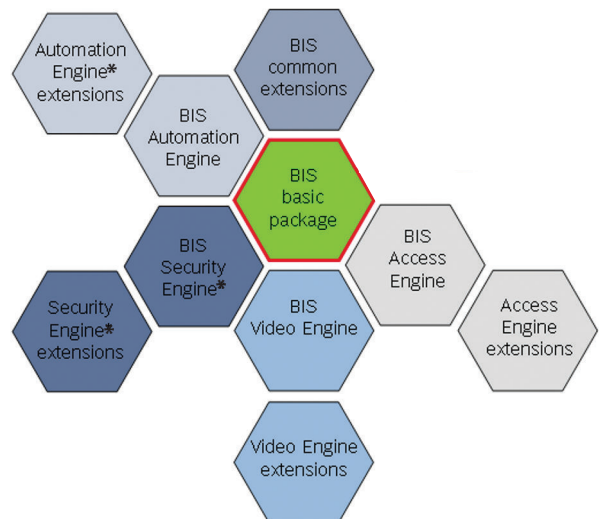 Automation
Engine*
extensions
BIS
common
extensions
BIS
Automation
Engine
BIS
basic
package
BIS
Security
Engine*
BIS
Access
Engine
Security
Engine*
extensions
BIS
Video Engine
Access
Engine
extensions
Video Engine
extensions